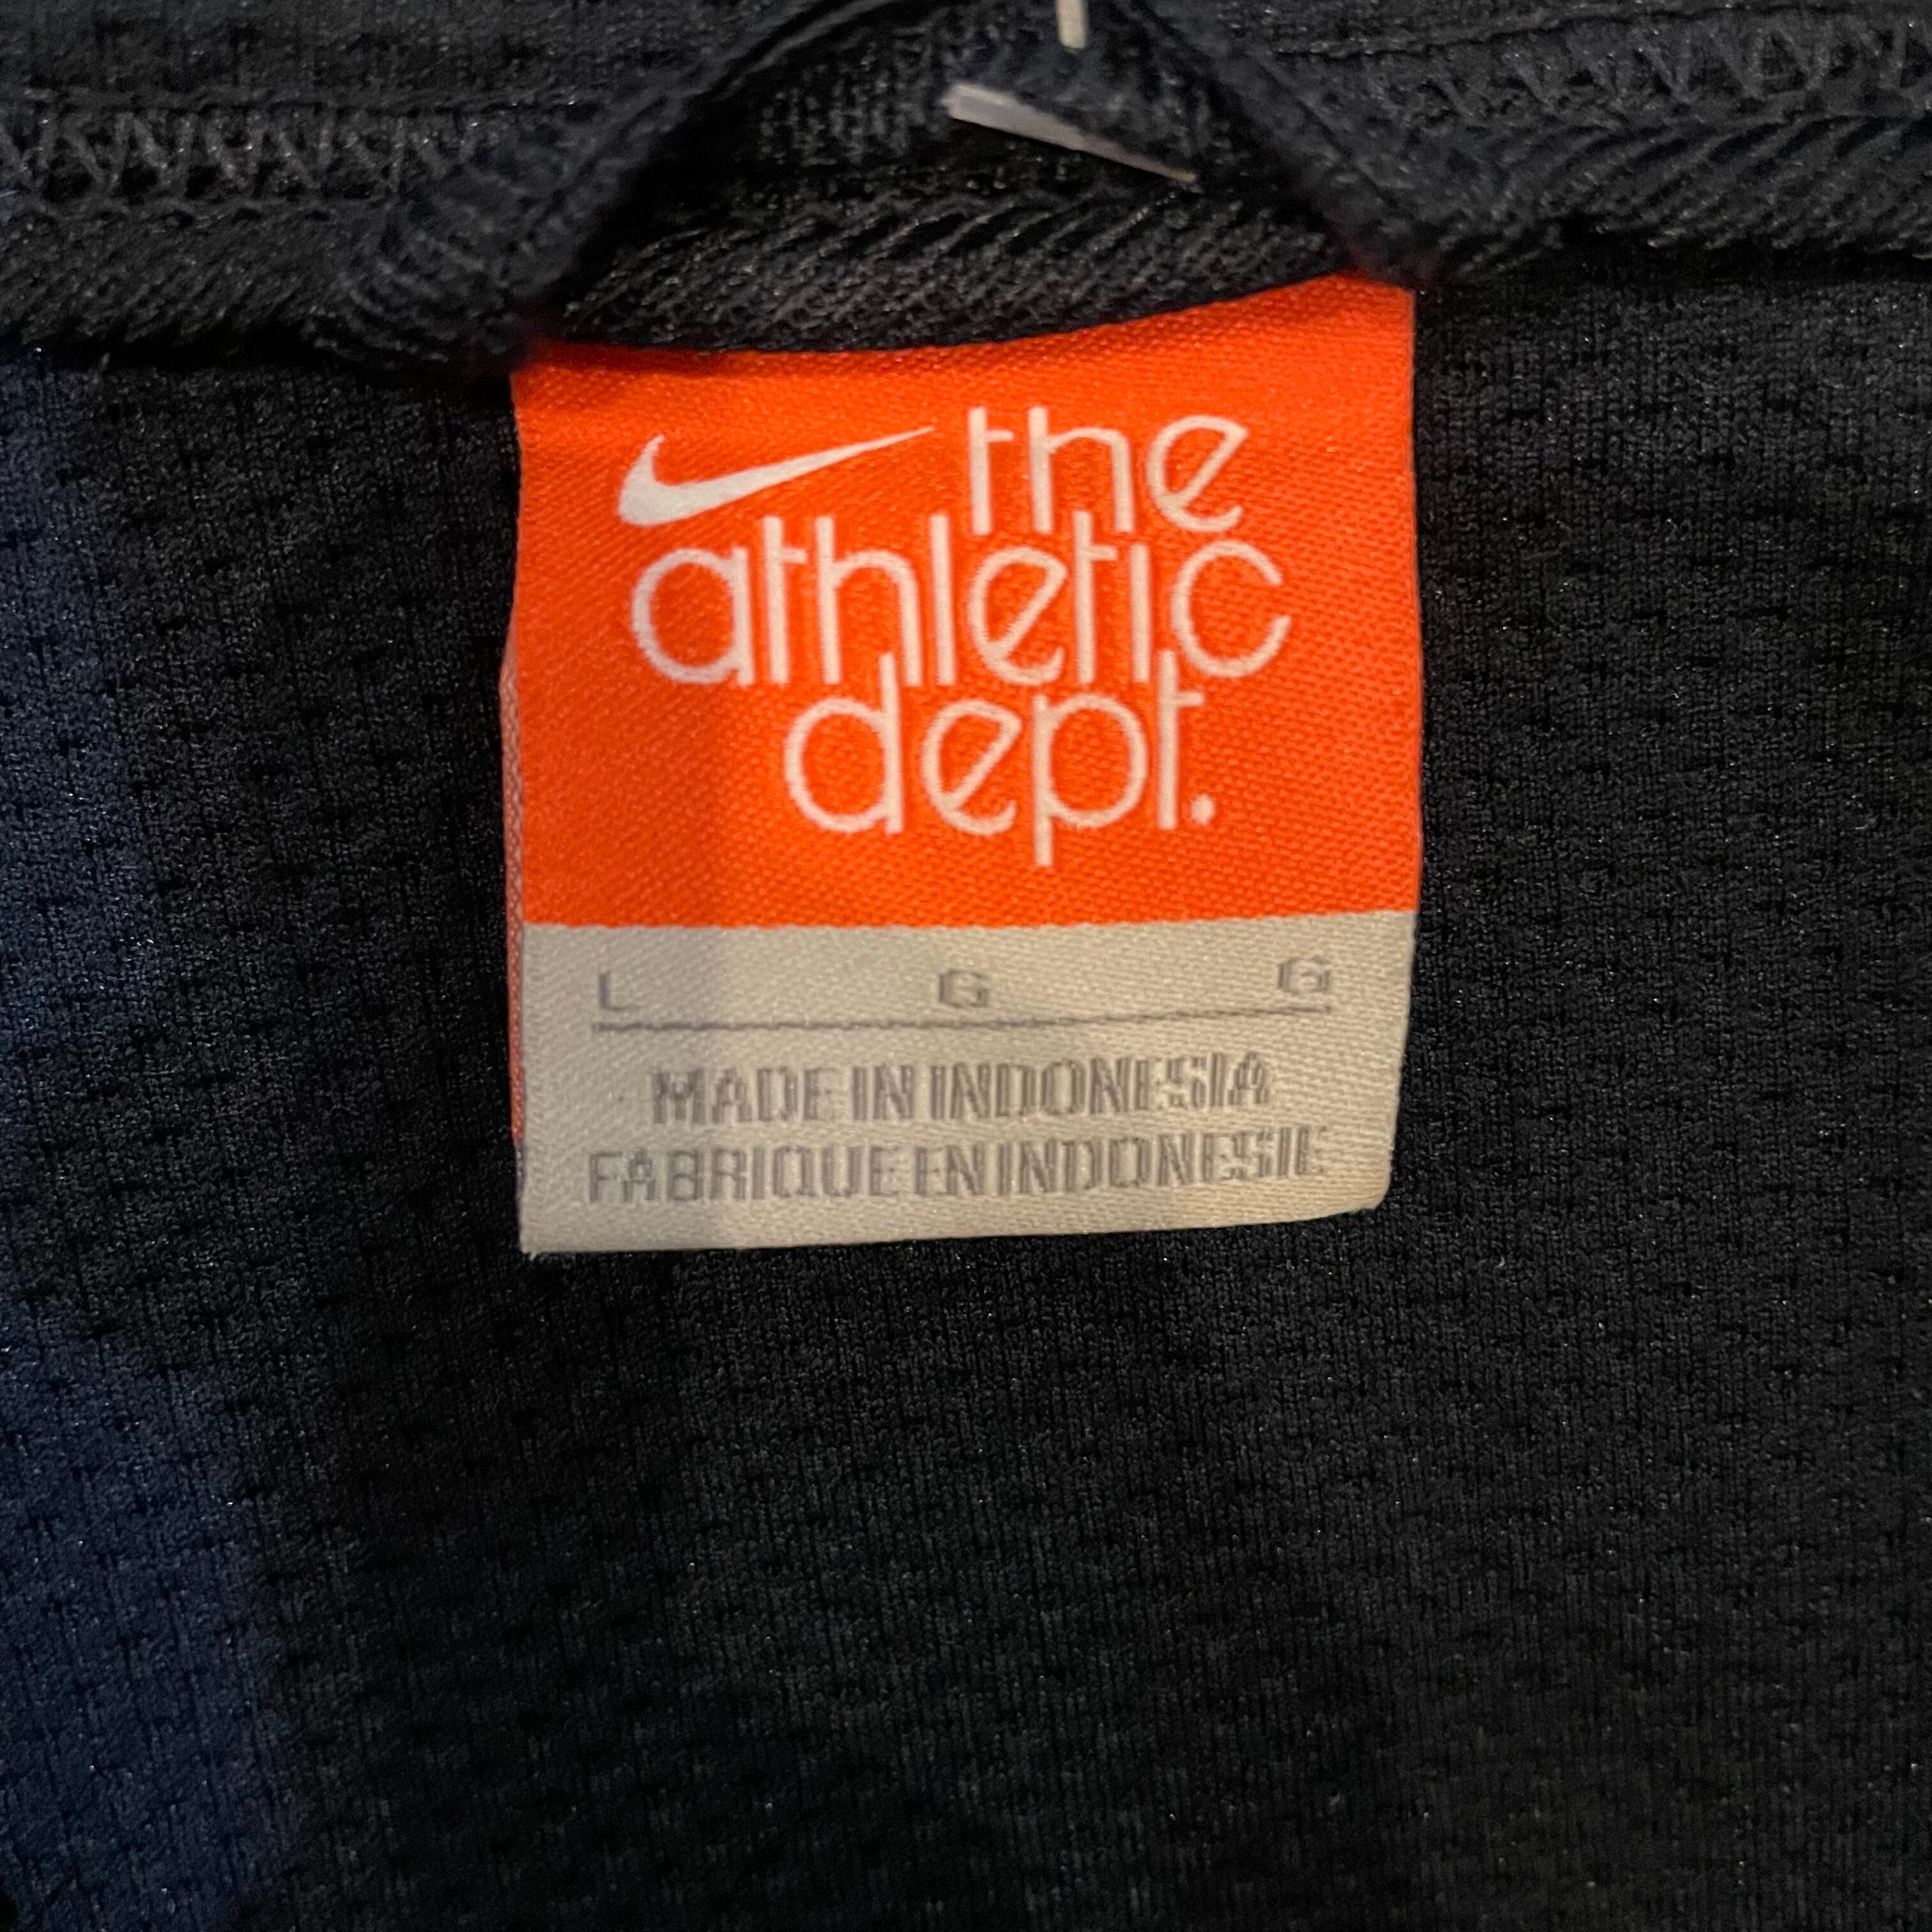 the
athletic
dept.
L G G
MADE IN INDONESIA
FABRIQUE EN INDONESIE